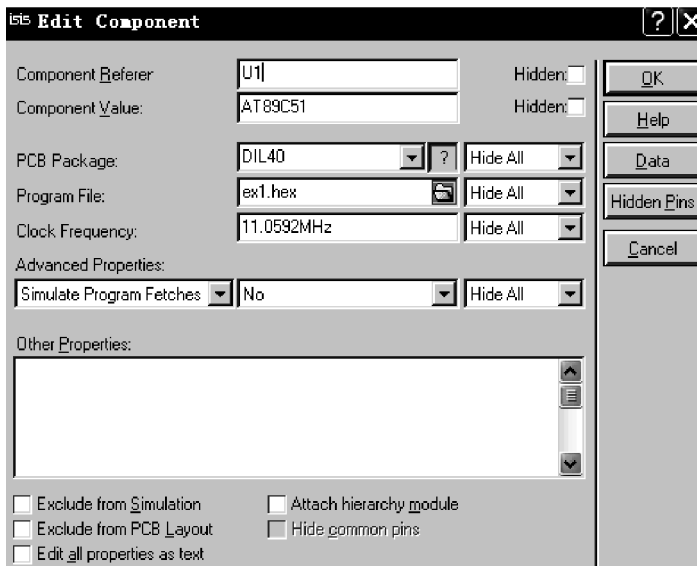 isis Edit Component ? X
Component Referer U1 Hidden: OK
Component Value: AT89C51 Hidden: Help
PCB Package: DIL40 ? Hide All Data
Program File: ex1.hex Hide All Hidden Pins
Clock Frequency: 11.0592MHz Hide All Cancel
Advanced Properties:
Simulate Program Fetches No Hide All
Other Properties:
Exclude from Simulation Attach hierarchy module
Exclude from PCB Layout Hide common pins
Edit all properties as text